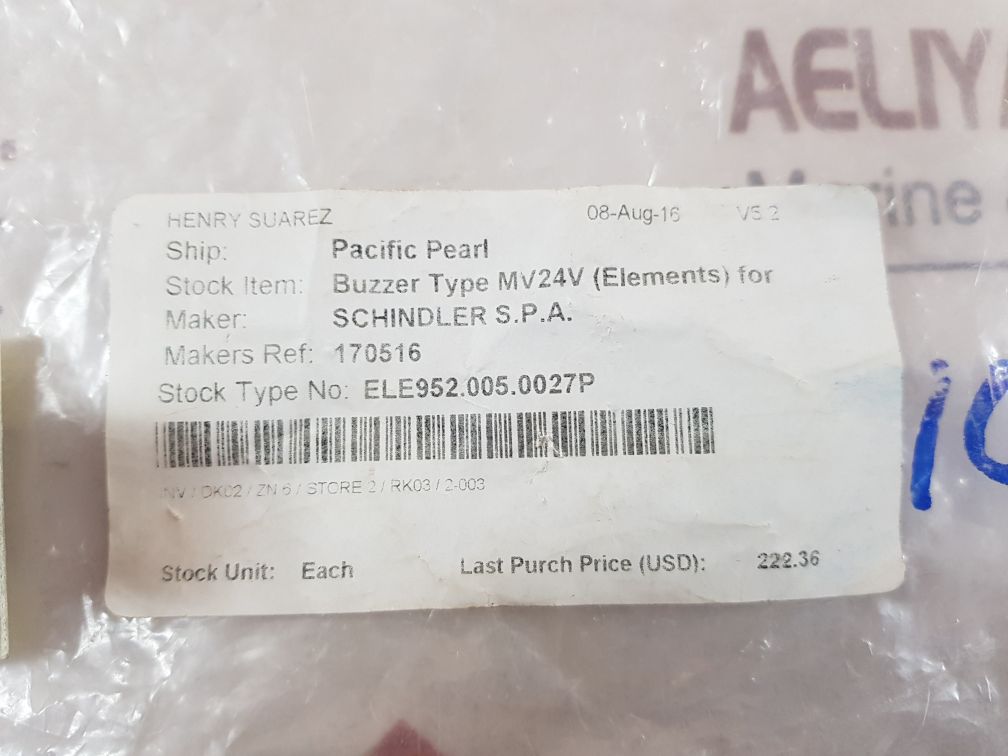 AELIYA
Marine
HENRY SUAREZ 08-Aug-16 V5.2
Ship: Pacific Pearl
Stock Item: Buzzer Type MV24V (Elements) for
Maker: SCHINDLER S.P.A.
Makers Ref: 170516
Stock Type No: ELE952.005.0027P
INV / DK02 / ZN 6 / STORE 2 / RK03 / 2-003
Stock Unit: Each Last Purch Price (USD): 222.36